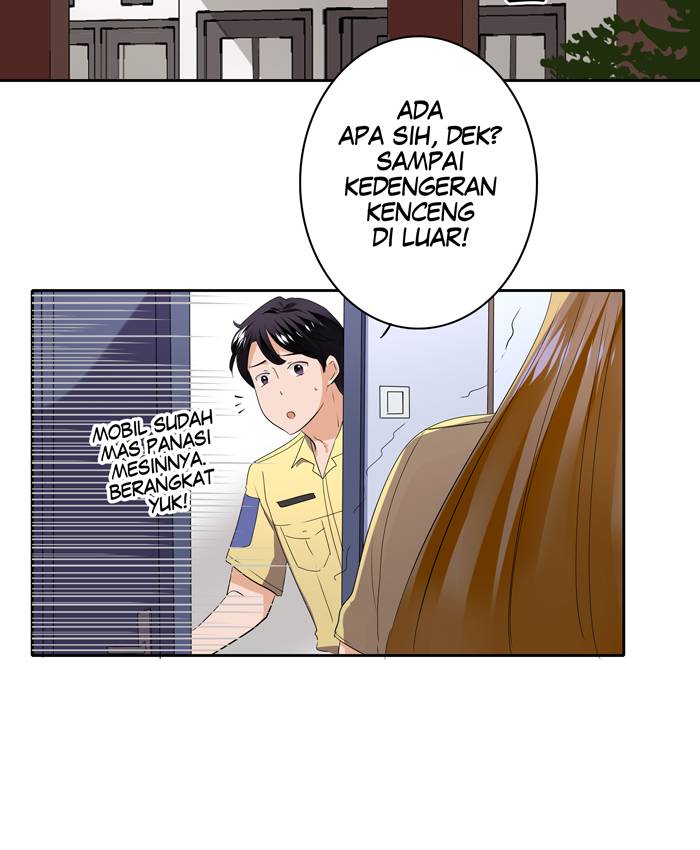 ADA
APA SIH, DEK?
SAMPAI
KEDENGERAN
KENCENG
DI LUAR!
MOBIL SUDAH
MAS PANASI
MESINNYA.
BERANGKAT
YUK!